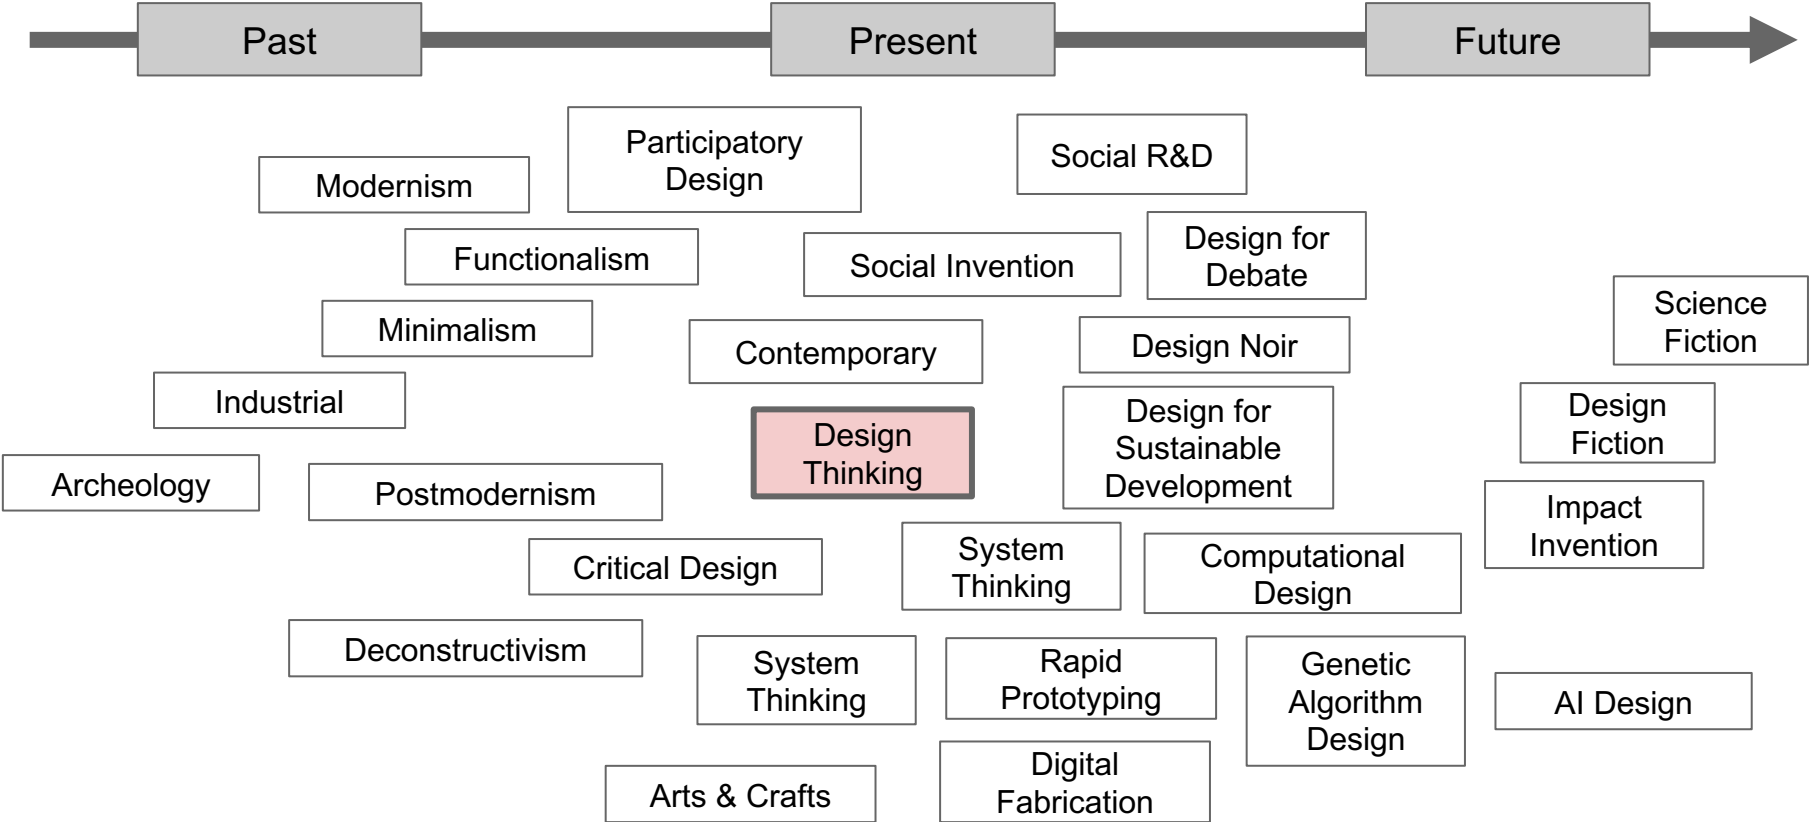 Past
Present
Future
Participatory
Design
Social R&D
Modernism
Design for
Debate
Functionalism
Social Invention
Science
Fiction
Minimalism
Contemporary
Design Noir
Industrial
Design for
Sustainable
Development
Design
Fiction
Design
Thinking
Archeology
Postmodernism
Impact
Invention
System
Thinking
Computational
Design
Critical Design
Deconstructivism
System
Thinking
Rapid
Prototyping
Genetic
Algorithm
Design
AI Design
Arts & Crafts
Digital
Fabrication